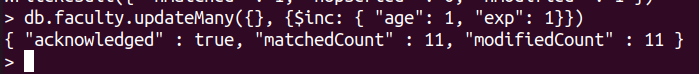 > db.faculty.updateMany({}, {$inc: { "age": 1, "exp": 1}})
{ "acknowledged" : true, "matchedCount" : 11, "modifiedCount" : 11 }
>